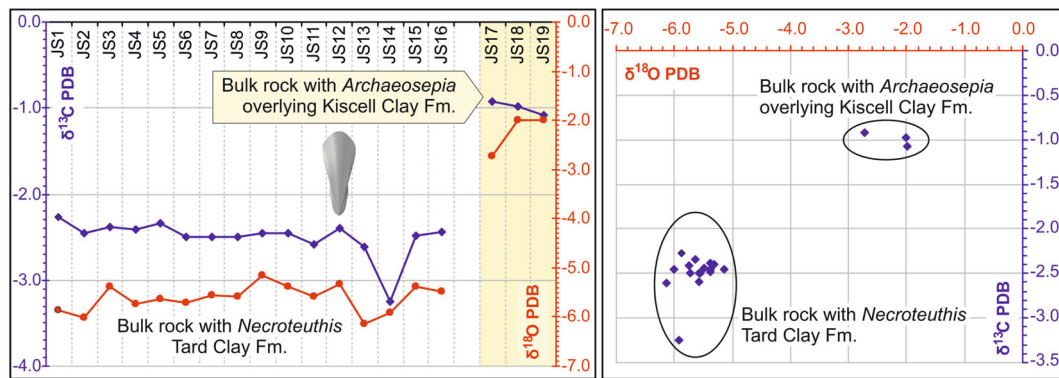 0.0
-1.0
-2.0
-3.0
-4.0
δ13C PDB
JS1
JS2
JS3
JS4
JS5
JS6
JS7
JS8
JS9
JS10
JS11
JS12
JS13
JS14
JS15
JS16
JS17
JS18
JS19
Bulk rock with Archaeosepia
overlying Kiscell Clay Fm.
Bulk rock with Necroteuthis
Tard Clay Fm.
-0.0
-1.0
-2.0
-3.0
-4.0
-5.0
-6.0
-7.0
δ18O PDB
-7.0 -6.0 -5.0 -4.0 -3.0 -2.0 -1.0 0.0
δ18O PDB
Bulk rock with Archaeosepia
overlying Kiscell Clay Fm.
Bulk rock with Necroteuthis
Tard Clay Fm.
0.0
-0.5
-1.0
-1.5
-2.0
-2.5
-3.0
-3.5
δ13C PDB